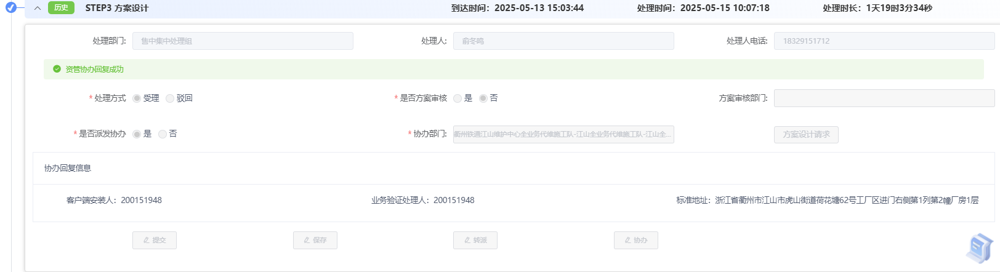 历史 STEP3 方案设计 到达时间：2025-05-13 15:03:44 处理时间：2025-05-15 10:07:18 处理时长：1天19时3分34秒
处理部门: 售中集中处理组 处理人: 俞冬鸣 处理人电话: 18329151712
资管协办回复成功
* 处理方式 受理 驳回 * 是否方案审核 是 否 方案审核部门:
* 是否派发协办 是 否 * 协办部门: 衢州铁通江山维护中心全业务代维施工队-江山全业务代维施工队-江山全... 方案设计请求
协办回复信息
客户端安装人：200151948 业务验证处理人：200151948 标准地址：浙江省衢州市江山市虎山街道荷花塘62号工厂区进门右侧第1列第2幢厂房1层
提交 保存 转派 协办